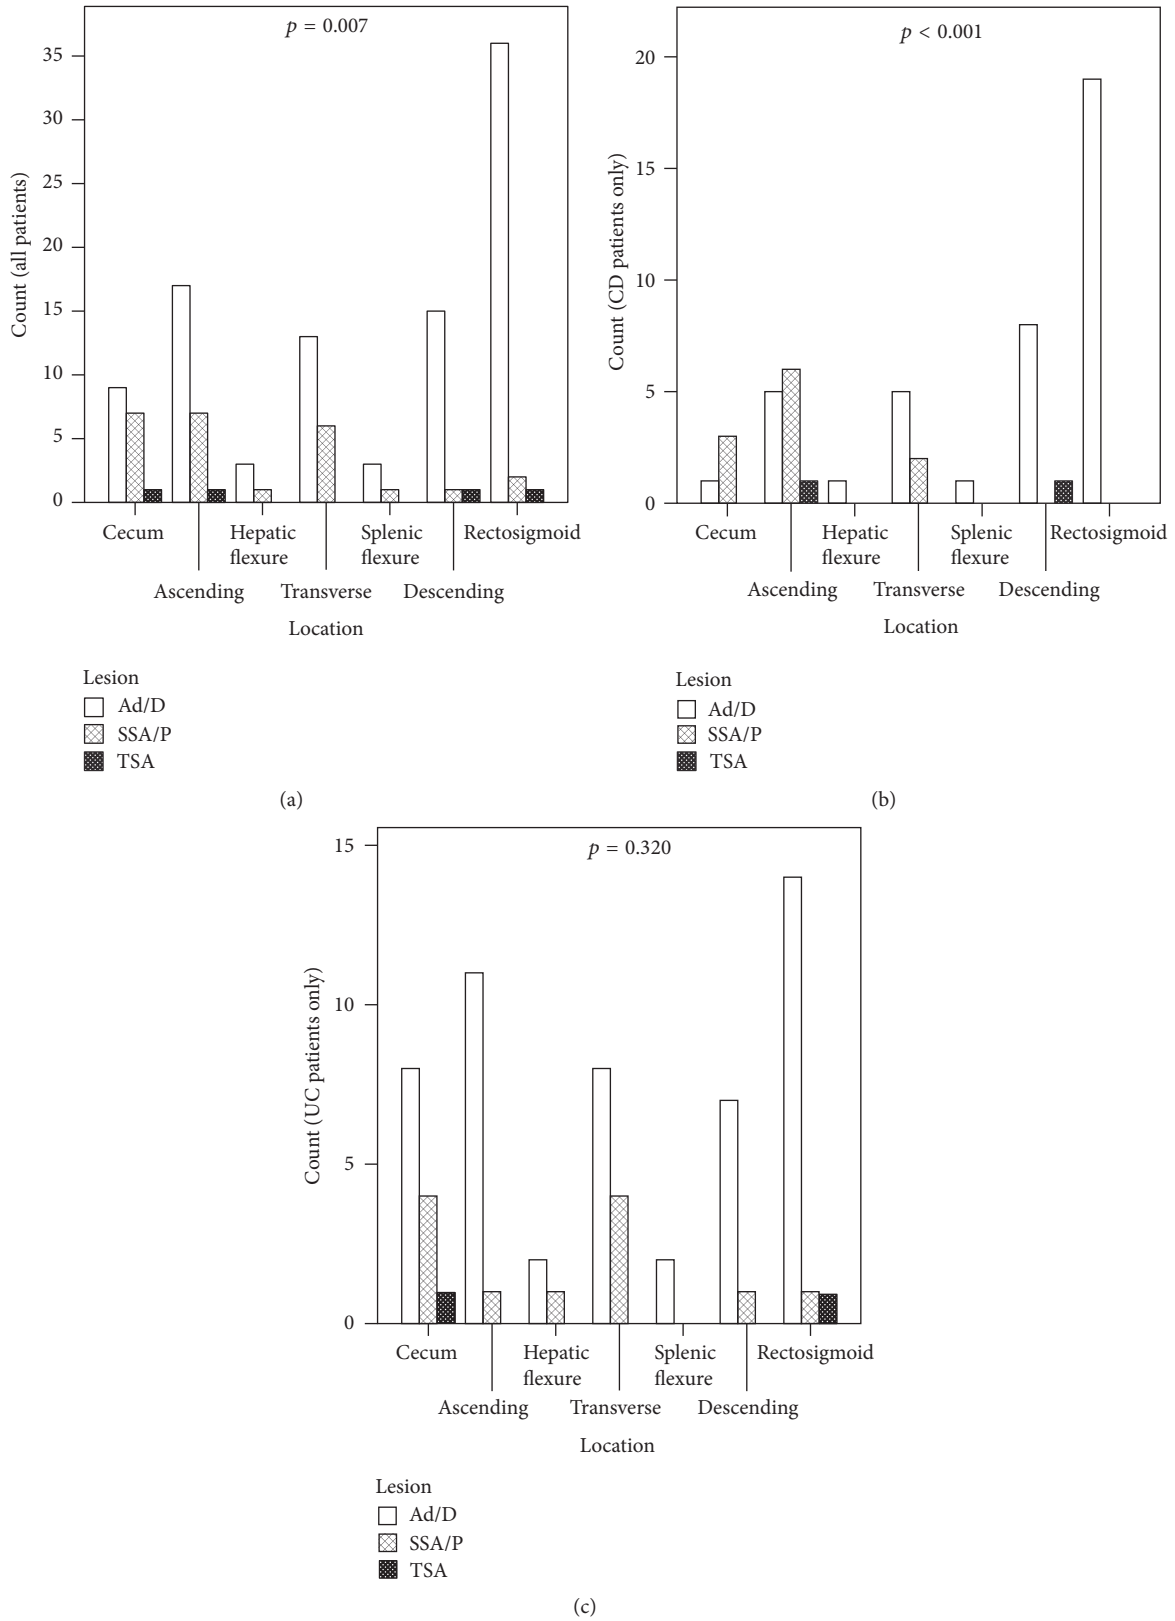 p = 0.007
35
30
25
20
15
10
5
0
Count (all patients)
Cecum
Hepatic
flexure
Splenic
flexure
Rectosigmoid
Ascending
Transverse
Descending
Location
Lesion
Ad/D
SSA/P
TSA
(a)
p < 0.001
20
15
10
5
0
Count (CD patients only)
Cecum
Hepatic
flexure
Splenic
flexure
Rectosigmoid
Ascending
Transverse
Descending
Location
Lesion
Ad/D
SSA/P
TSA
(b)
p = 0.320
15
10
5
0
Count (UC patients only)
Cecum
Hepatic
flexure
Splenic
flexure
Rectosigmoid
Ascending
Transverse
Descending
Location
Lesion
Ad/D
SSA/P
TSA
(c)